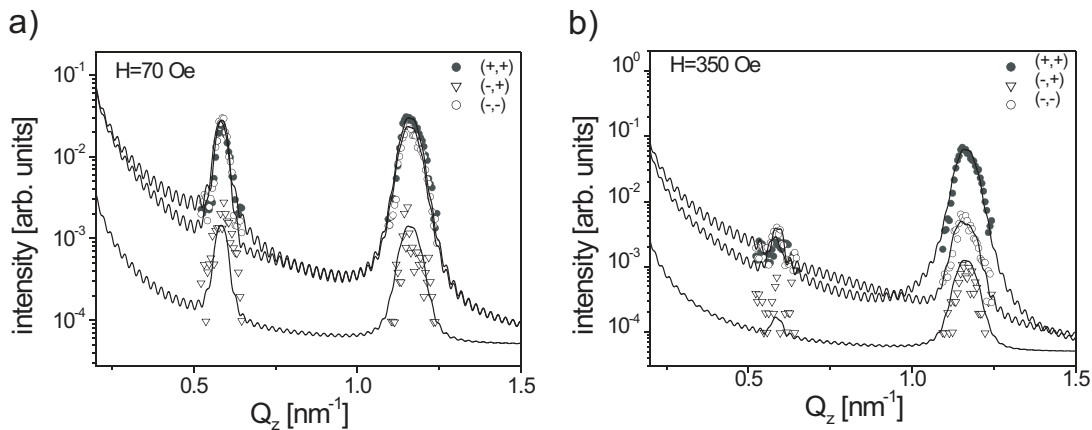 a)
H=70 Oe
(+,+)
(-,+)
(-,-)
10⁻¹
10⁻²
10⁻³
10⁻⁴
intensity [arb. units]
0.5 1.0 1.5
Q_z [nm⁻¹]
b)
H=350 Oe
(+,+)
(-,+)
(-,-)
10⁰
10⁻¹
10⁻²
10⁻³
10⁻⁴
intensity [arb. units]
0.5 1.0 1.5
Q_z [nm⁻¹]